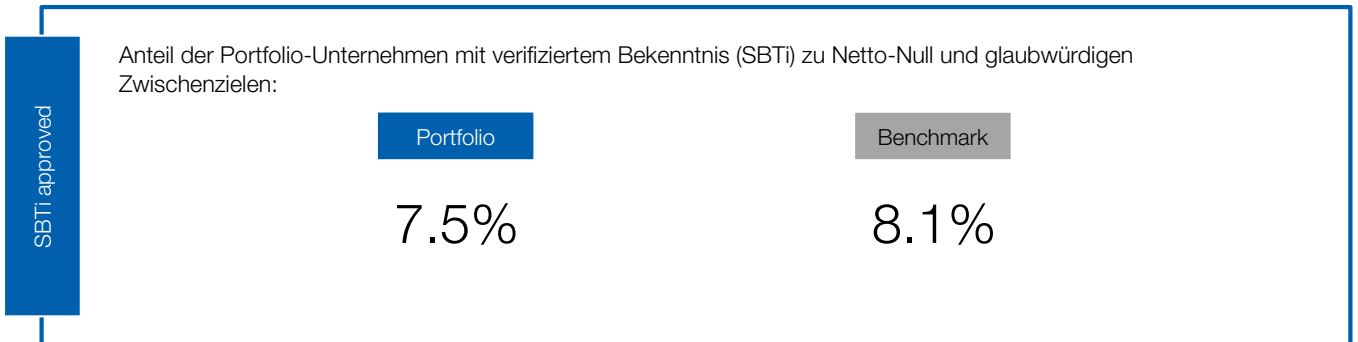 Anteil der Portfolio-Unternehmen mit verifiziertem Bekenntnis (SBTi) zu Netto-Null und glaubwürdigen
Zwischenzielen:
SBTi approved
Portfolio
Benchmark
7.5%
8.1%